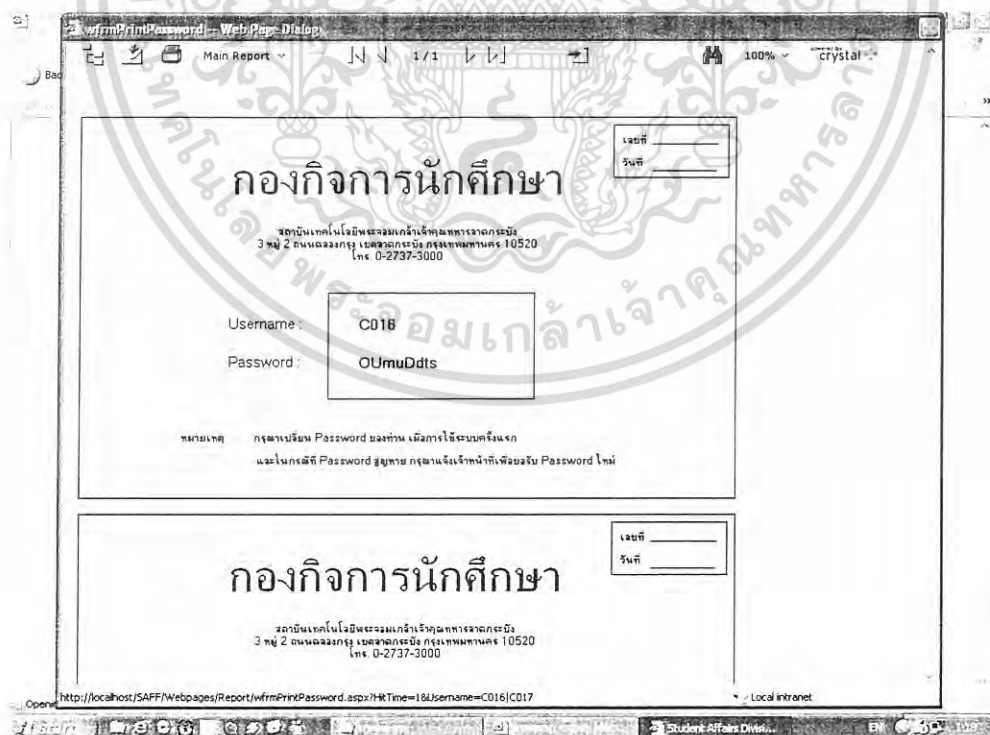 wfrmPrintPassword -- Web Page Dialog
Main Report 1/1 100% powered by crystal
Bac
เลขที่
วันที่
กองกิจการนักศึกษา
สถาบันเทคโนโลยีพระจอมเกล้าเจ้าคุณทหารลาดกระบัง
3 หมู่ 2 ถนนฉลองกรุง เขตลาดกระบัง กรุงเทพมหานคร 10520
โทร. 0-2737-3000
Username : C016
Password : OUmuDdts
หมายเหตุ กรุณาเปลี่ยน Password ของท่าน เมื่อการใช้ระบบครั้งแรก
และในกรณีที่ Password สูญหาย กรุณาแจ้งเจ้าหน้าที่เพื่อขอรับ Password ใหม่
เลขที่
วันที่
กองกิจการนักศึกษา
สถาบันเทคโนโลยีพระจอมเกล้าเจ้าคุณทหารลาดกระบัง
3 หมู่ 2 ถนนฉลองกรุง เขตลาดกระบัง กรุงเทพมหานคร 10520
โทร. 0-2737-3000
http://localhost/SAFF/Webpages/Report/wfrmPrintPassword.aspx?HitTime=1&Username=C016|C017 Local intranet
Openin
Student Affairs Divisi... EN